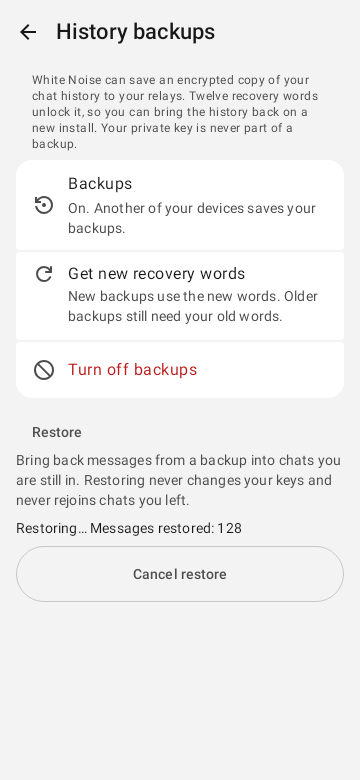 History backups
White Noise can save an encrypted copy of your
chat history to your relays. Twelve recovery words
unlock it, so you can bring the history back on a
new install. Your private key is never part of a
backup.
Backups
On. Another of your devices saves your
backups.
Get new recovery words
New backups use the new words. Older
backups still need your old words.
Turn off backups
Restore
Bring back messages from a backup into chats you
are still in. Restoring never changes your keys and
never rejoins chats you left.
Restoring… Messages restored: 128
Cancel restore